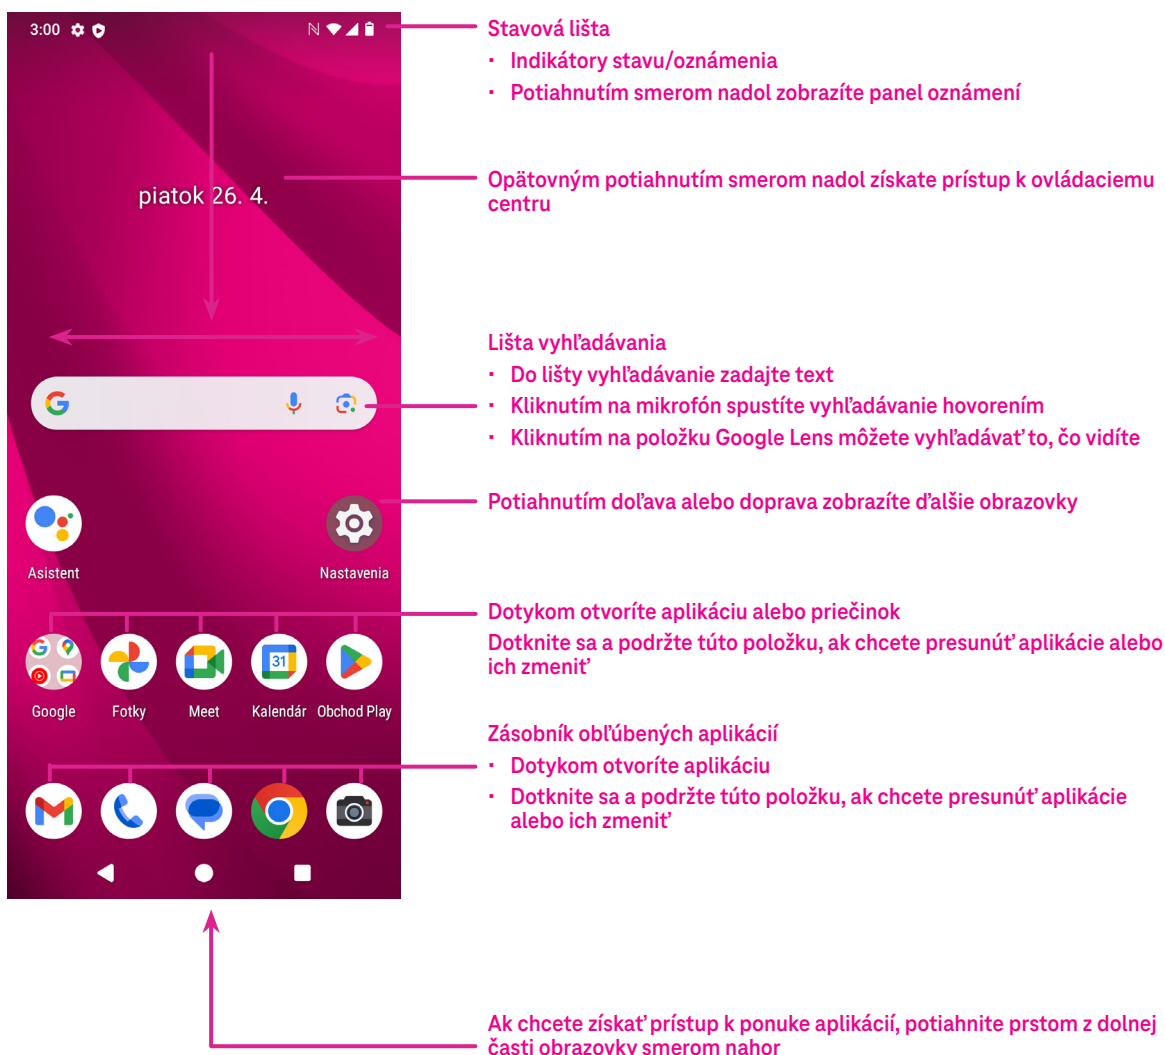 3:00
Stavová lišta
· Indikátory stavu/oznámenia
· Potiahnutím smerom nadol zobrazíte panel oznámení
piatok 26. 4.
Opätovným potiahnutím smerom nadol získate prístup k ovládaciemu
centru
Lišta vyhľadávania
· Do lišty vyhľadávanie zadajte text
· Kliknutím na mikrofón spustíte vyhľadávanie hovorením
· Kliknutím na položku Google Lens môžete vyhľadávať to, čo vidíte
Potiahnutím doľava alebo doprava zobrazíte ďalšie obrazovky
Asistent Nastavenia
Dotykom otvoríte aplikáciu alebo priečinok
Dotknite sa a podržte túto položku, ak chcete presunúť aplikácie alebo
ich zmeniť
31
Google Fotky Meet Kalendár Obchod Play
Zásobník obľúbených aplikácií
· Dotykom otvoríte aplikáciu
· Dotknite sa a podržte túto položku, ak chcete presunúť aplikácie
alebo ich zmeniť
Ak chcete získať prístup k ponuke aplikácií, potiahnite prstom z dolnej
časti obrazovky smerom nahor